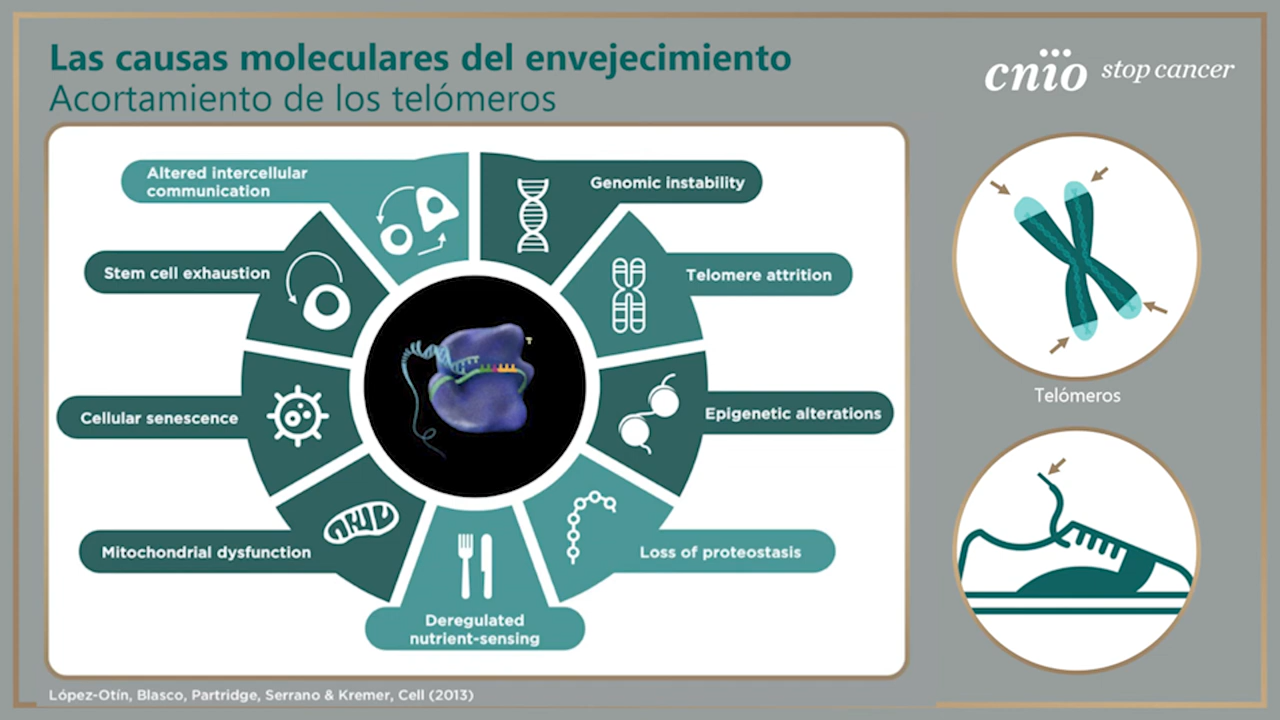 Las causas moleculares del envejecimiento
Acortamiento de los telómeros
cnio stop cancer
Altered intercellular
communication
Genomic instability
Stem cell exhaustion
Telomere attrition
Cellular senescence
Epigenetic alterations
Mitochondrial dysfunction
Loss of proteostasis
Deregulated
nutrient-sensing
Telómeros
López-Otín, Blasco, Partridge, Serrano & Kremer, Cell (2013)